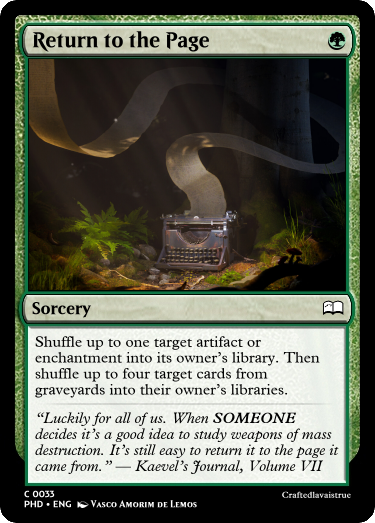 Return to the Page
Sorcery
Shuffle up to one target artifact or
enchantment into its owner's library. Then
shuffle up to four target cards from
graveyards into their owner's libraries.
"Luckily for all of us. When SOMEONE
decides it's a good idea to study weapons of mass
destruction. It's still easy to return it to the page it
came from." — Kaevel's Journal, Volume VII
C 0033
PHD • ENG Vasco Amorim de Lemos
Craftedlavaistrue